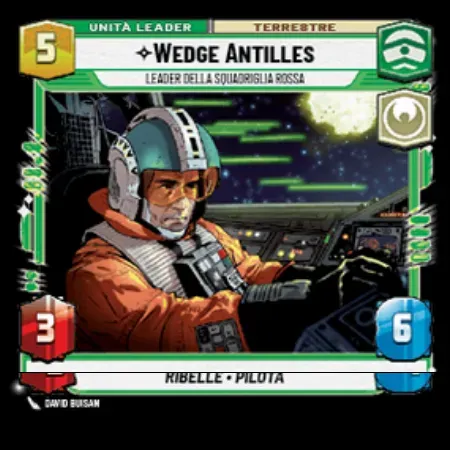 UNITÀ LEADER
TERRESTRE
5
WEDGE ANTILLES
LEADER DELLA SQUADRIGLIA ROSSA
3
6
RIBELLE • PILOTA
DAVID BUISAN